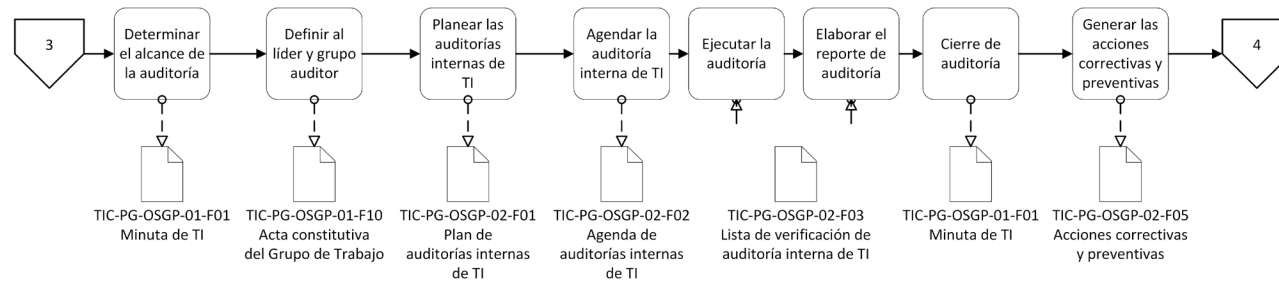 3
Determinar
el alcance de
la auditoría
Definir al
líder y grupo
auditor
Planear las
auditorías
internas de
TI
Agendar la
auditoría
interna de TI
Ejecutar la
auditoría
Elaborar el
reporte de
auditoría
Cierre de
auditoría
Generar las
acciones
correctivas y
preventivas
4
TIC-PG-OSGP-01-F01
Minuta de TI
TIC-PG-OSGP-01-F10
Acta constitutiva
del Grupo de Trabajo
TIC-PG-OSGP-02-F01
Plan de
auditorías internas
de TI
TIC-PG-OSGP-02-F02
Agenda de
auditorías internas
de TI
TIC-PG-OSGP-02-F03
Lista de verificación de
auditoría interna de TI
TIC-PG-OSGP-01-F01
Minuta de TI
TIC-PG-OSGP-02-F05
Acciones correctivas
y preventivas